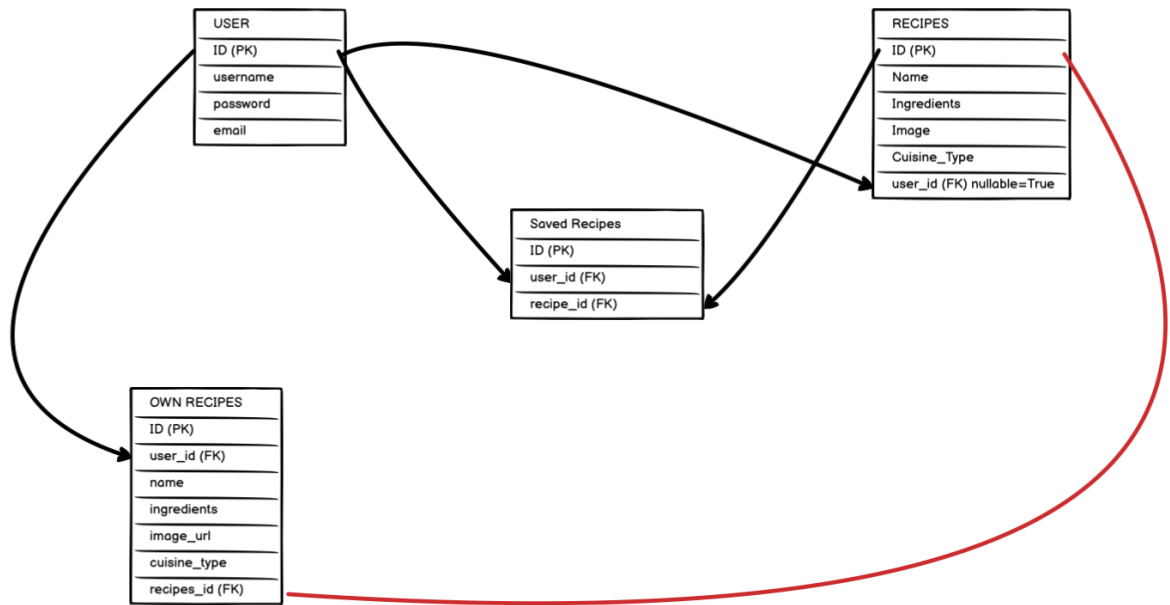 USER
ID (PK)
username
password
email
RECIPES
ID (PK)
Name
Ingredients
Image
Cuisine_Type
user_id (FK) nullable=True
Saved Recipes
ID (PK)
user_id (FK)
recipe_id (FK)
OWN RECIPES
ID (PK)
user_id (FK)
name
ingredients
image_url
cuisine_type
recipes_id (FK)